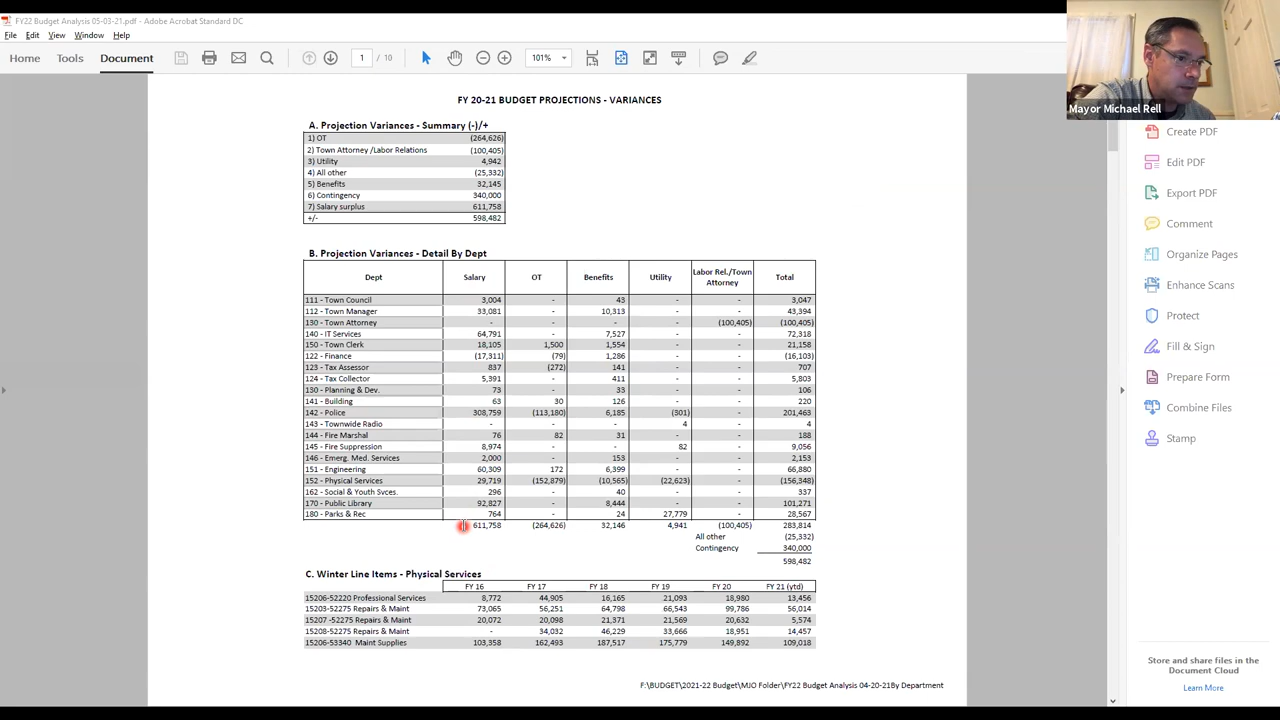 FY22 Budget Analysis 05-03-21.pdf - Adobe Acrobat Standard DC
File Edit View Window Help
Home Tools Document 1 / 10 101%
Mayor Michael Rell
FY 20-21 BUDGET PROJECTIONS - VARIANCES
A. Projection Variances - Summary (-)/+
1) OT (264,626)
2) Town Attorney /Labor Relations (100,405)
3) Utility 4,942
4) All other (25,332)
5) Benefits 32,145
6) Contingency 340,000
7) Salary surplus 611,758
+/- 598,482
B. Projection Variances - Detail By Dept
Dept Salary OT Benefits Utility Labor Rel./Town Attorney Total
111 - Town Council 3,004 - 43 - - 3,047
112 - Town Manager 33,081 - 10,313 - - 43,394
130 - Town Attorney - - - - (100,405) (100,405)
140 - IT Services 64,791 - 7,527 - - 72,318
150 - Town Clerk 18,105 1,500 1,554 - - 21,158
122 - Finance (17,311) (79) 1,286 - - (16,103)
123 - Tax Assessor 837 (272) 141 - - 707
124 - Tax Collector 5,391 - 411 - - 5,803
130 - Planning & Dev. 73 - 33 - - 106
141 - Building 63 30 126 - - 220
142 - Police 308,759 (113,180) 6,185 (301) - 201,463
143 - Townwide Radio - - - 4 - 4
144 - Fire Marshal 76 82 31 - - 188
145 - Fire Suppression 8,974 - - 82 - 9,056
146 - Emerg. Med. Services 2,000 - 153 - - 2,153
151 - Engineering 60,309 172 6,399 - - 66,880
152 - Physical Services 29,719 (152,879) (10,565) (22,623) - (156,348)
162 - Social & Youth Svces. 296 - 40 - - 337
170 - Public Library 92,827 - 8,444 - - 101,271
180 - Parks & Rec 764 - 24 27,779 - 28,567
611,758 (264,626) 32,146 4,941 (100,405) 283,814
All other (25,332)
Contingency 340,000
598,482
C. Winter Line Items - Physical Services
FY 16 FY 17 FY 18 FY 19 FY 20 FY 21 (ytd)
15206-52220 Professional Services 8,772 44,905 16,165 21,093 18,980 13,456
15203-52275 Repairs & Maint 73,065 56,251 64,798 66,543 99,786 56,014
15207 -52275 Repairs & Maint 20,072 20,098 21,371 21,569 20,632 5,574
15208-52275 Repairs & Maint - 34,032 46,229 33,666 18,951 14,457
15206-53340 Maint Supplies 103,358 162,493 187,517 175,779 149,892 109,018
F:\BUDGET\2021-22 Budget\MJO Folder\FY22 Budget Analysis 04-20-21By Department
Create PDF
Edit PDF
Export PDF
Comment
Organize Pages
Enhance Scans
Protect
Fill & Sign
Prepare Form
Combine Files
Stamp
Store and share files in the
Document Cloud
Learn More